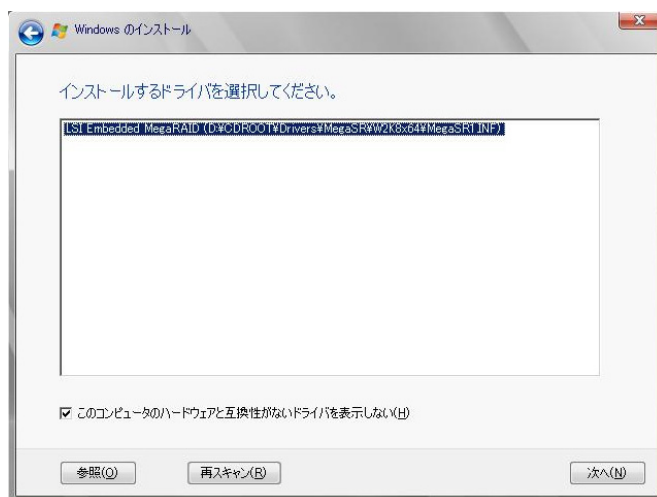 Windows のインストール
インストールするドライバを選択してください。
LSI Embedded MegaRAID (D:¥CDROOT¥Drivers¥MegaSR¥W2K8x64¥MegaSR1.INF)
このコンピュータのハードウェアと互換性がないドライバを表示しない(H)
参照(O)
再スキャン(R)
次へ(N)